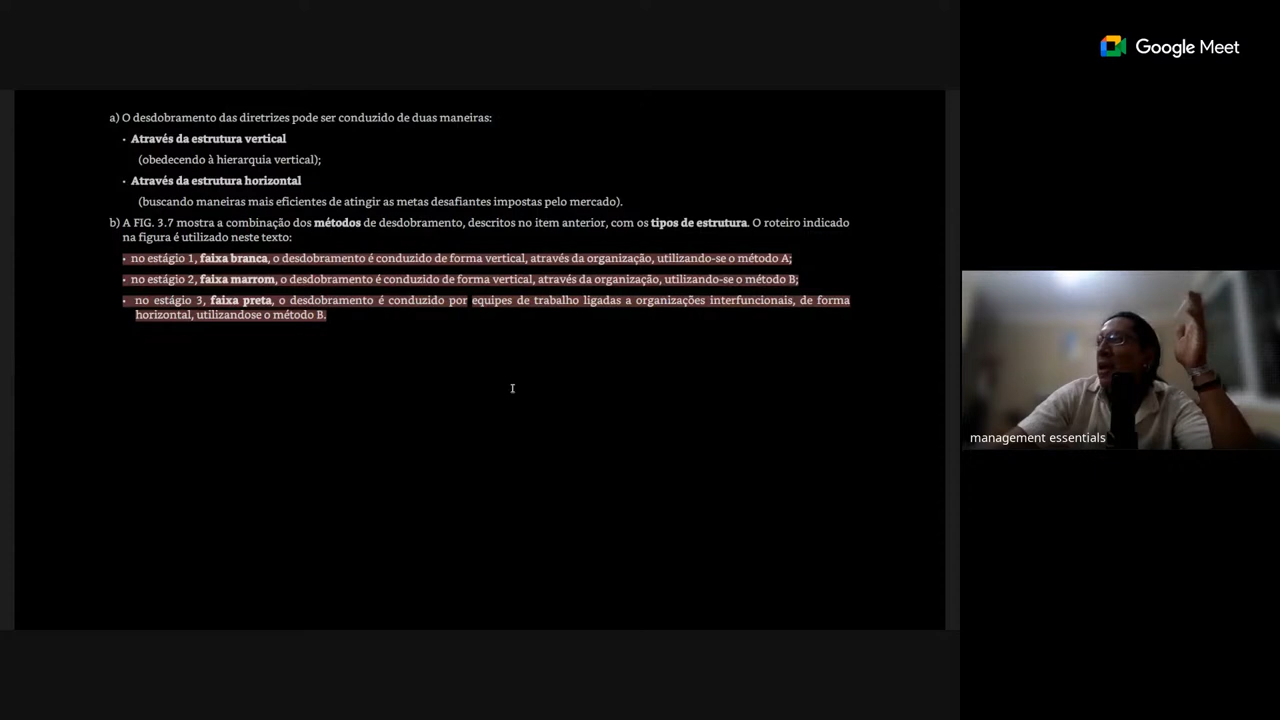 Google Meet
a) O desdobramento das diretrizes pode ser conduzido de duas maneiras:
· Através da estrutura vertical
(obedecendo à hierarquia vertical);
· Através da estrutura horizontal
(buscando maneiras mais eficientes de atingir as metas desafiantes impostas pelo mercado).
b) A FIG. 3.7 mostra a combinação dos métodos de desdobramento, descritos no item anterior, com os tipos de estrutura. O roteiro indicado
na figura é utilizado neste texto:
· no estágio 1, faixa branca, o desdobramento é conduzido de forma vertical, através da organização, utilizando-se o método A;
· no estágio 2, faixa marrom, o desdobramento é conduzido de forma vertical, através da organização, utilizando-se o método B;
· no estágio 3, faixa preta, o desdobramento é conduzido por equipes de trabalho ligadas a organizações interfuncionais, de forma
horizontal, utilizandose o método B.
management essentials